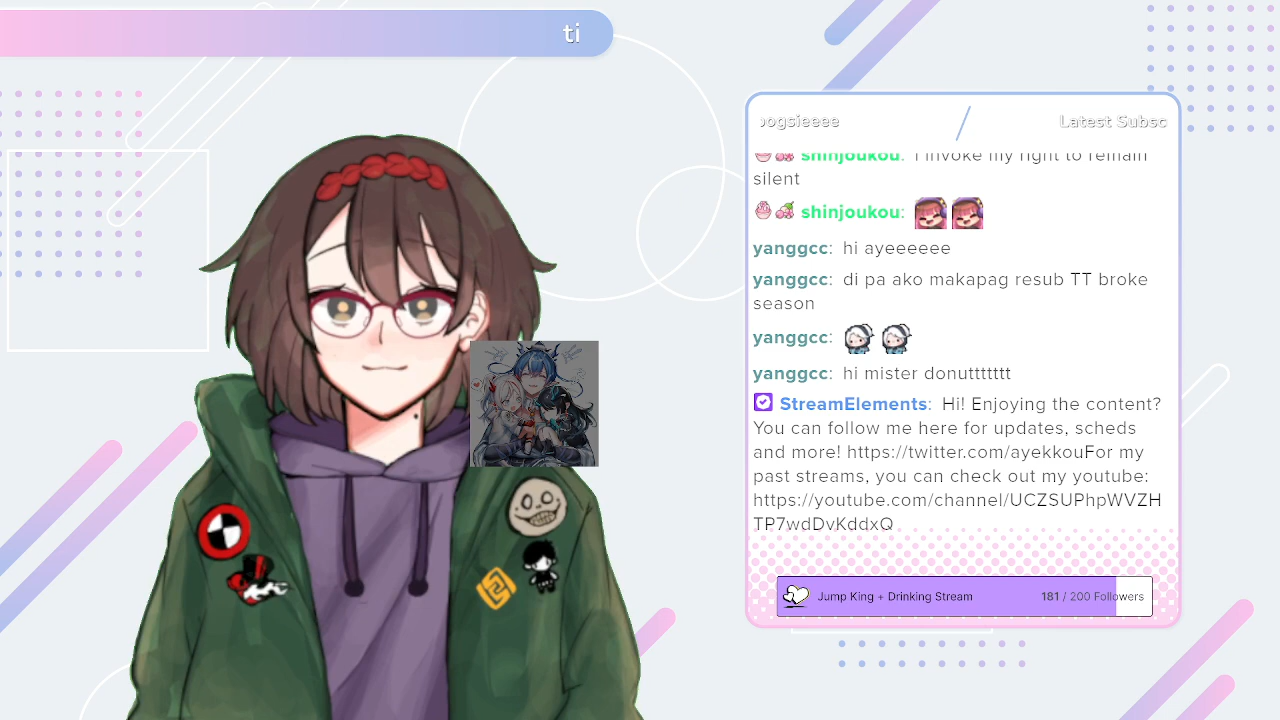 ti
ogsieeee
Latest Subsc
shinjoukou: i invoke my right to remain
silent
shinjoukou:
yanggcc: hi ayeeeeee
yanggcc: di pa ako makapag resub TT broke
season
yanggcc:
yanggcc: hi mister donuttttttt
StreamElements: Hi! Enjoying the content?
You can follow me here for updates, scheds
and more! https://twitter.com/ayekkouFor my
past streams, you can check out my youtube:
https://youtube.com/channel/UCZSUPhpWVZH
TP7wdDvKddxQ
Jump King + Drinking Stream
181 / 200 Followers